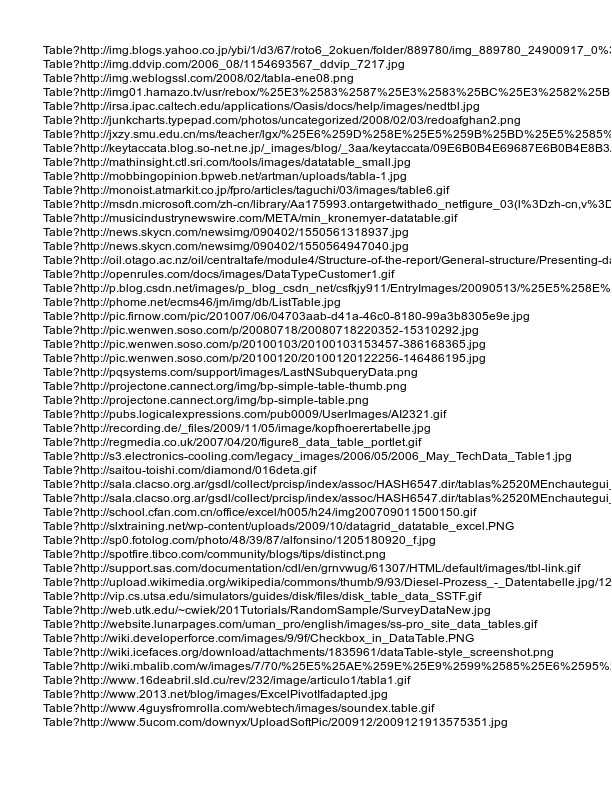 Table?http://img.blogs.yahoo.co.jp/ybi/1/d3/67/roto6_2okuen/folder/889780/img_889780_24900917_0%3
Table?http://img.ddvip.com/2006_08/1154693567_ddvip_7217.jpg
Table?http://img.weblogssl.com/2008/02/tabla-ene08.png
Table?http://img01.hamazo.tv/usr/rebox/%25E3%2583%2587%25E3%2583%25BC%25E3%2582%25B
Table?http://irsa.ipac.caltech.edu/applications/Oasis/docs/help/images/nedtbl.jpg
Table?http://junkcharts.typepad.com/photos/uncategorized/2008/02/03/redoafghan2.png
Table?http://jxzy.smu.edu.cn/ms/teacher/lgx/%25E6%259D%258E%25E5%259B%25BD%25E5%2585%
Table?http://keytaccata.blog.so-net.ne.jp/_images/blog/_3aa/keytaccata/09E6B0B4E69687E6B0B4E8B3
Table?http://mathinsight.ctl.sri.com/tools/images/datatable_small.jpg
Table?http://mobbingopinion.bpweb.net/artman/uploads/tabla-1.jpg
Table?http://monoist.atmarkit.co.jp/fpro/articles/taguchi/03/images/table6.gif
Table?http://msdn.microsoft.com/zh-cn/library/Aa175993.ontargetwithado_netfigure_03(l%3Dzh-cn,v%3D
Table?http://musicindustrynewswire.com/META/min_kronemyer-datatable.gif
Table?http://news.skycn.com/newsimg/090402/1550561318937.jpg
Table?http://news.skycn.com/newsimg/090402/1550564947040.jpg
Table?http://oil.otago.ac.nz/oil/centraltafe/module4/Structure-of-the-report/General-structure/Presenting-da
Table?http://openrules.com/docs/images/DataTypeCustomer1.gif
Table?http://p.blog.csdn.net/images/p_blog_csdn_net/csfkjy911/EntryImages/20090513/%25E5%258E%
Table?http://phome.net/ecms46/jm/img/db/ListTable.jpg
Table?http://pic.firnow.com/pic/201007/06/04703aab-d41a-46c0-8180-99a3b8305e9e.jpg
Table?http://pic.wenwen.soso.com/p/20080718/20080718220352-15310292.jpg
Table?http://pic.wenwen.soso.com/p/20100103/20100103153457-386168365.jpg
Table?http://pic.wenwen.soso.com/p/20100120/20100120122256-146486195.jpg
Table?http://pqsystems.com/support/images/LastNSubqueryData.png
Table?http://projectone.cannect.org/img/bp-simple-table-thumb.png
Table?http://projectone.cannect.org/img/bp-simple-table.png
Table?http://pubs.logicalexpressions.com/pub0009/UserImages/AI2321.gif
Table?http://recording.de/_files/2009/11/05/image/kopfhoerertabelle.jpg
Table?http://regmedia.co.uk/2007/04/20/figure8_data_table_portlet.gif
Table?http://s3.electronics-cooling.com/legacy_images/2006/05/2006_May_TechData_Table1.jpg
Table?http://saitou-toishi.com/diamond/016deta.gif
Table?http://sala.clacso.org.ar/gsdl/collect/prcisp/index/assoc/HASH6547.dir/tablas%2520MEnchautegui_
Table?http://sala.clacso.org.ar/gsdl/collect/prcisp/index/assoc/HASH6547.dir/tablas%2520MEnchautegui_
Table?http://school.cfan.com.cn/office/excel/h005/h24/img200709011500150.gif
Table?http://slxtraining.net/wp-content/uploads/2009/10/datagrid_datatable_excel.PNG
Table?http://sp0.fotolog.com/photo/48/39/87/alfonsino/1205180920_f.jpg
Table?http://spotfire.tibco.com/community/blogs/tips/distinct.png
Table?http://support.sas.com/documentation/cdl/en/grnvwug/61307/HTML/default/images/tbl-link.gif
Table?http://upload.wikimedia.org/wikipedia/commons/thumb/9/93/Diesel-Prozess_-_Datentabelle.jpg/12
Table?http://vip.cs.utsa.edu/simulators/guides/disk/files/disk_table_data_SSTF.gif
Table?http://web.utk.edu/~cwiek/201Tutorials/RandomSample/SurveyDataNew.jpg
Table?http://website.lunarpages.com/uman_pro/english/images/ss-pro_site_data_tables.gif
Table?http://wiki.developerforce.com/images/9/9f/Checkbox_in_DataTable.PNG
Table?http://wiki.icefaces.org/download/attachments/1835961/dataTable-style_screenshot.png
Table?http://wiki.mbalib.com/w/images/7/70/%25E5%25AE%259E%25E9%2599%2585%25E6%2595%
Table?http://www.16deabril.sld.cu/rev/232/image/articulo1/tabla1.gif
Table?http://www.2013.net/blog/images/ExcelPivotIfadapted.jpg
Table?http://www.4guysfromrolla.com/webtech/images/soundex.table.gif
Table?http://www.5ucom.com/downyx/UploadSoftPic/200912/2009121913575351.jpg